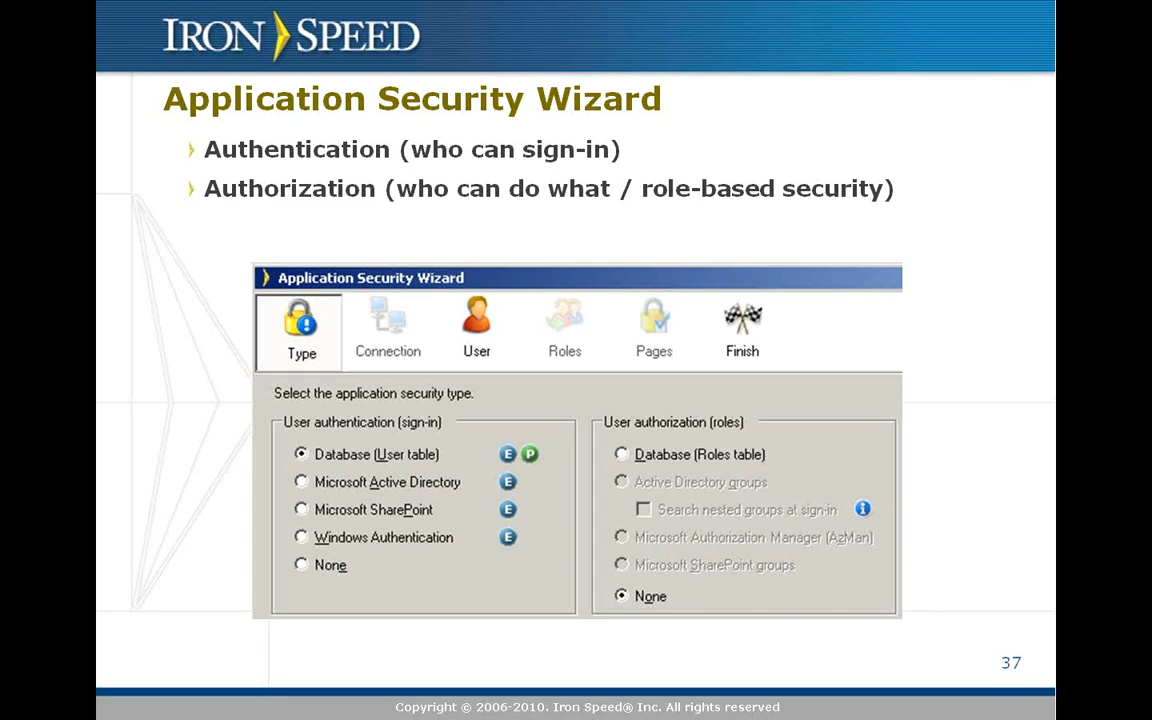 IRON SPEED
Application Security Wizard
Authentication (who can sign-in)
Authorization (who can do what / role-based security)
Application Security Wizard
Type Connection User Roles Pages Finish
Select the application security type.
User authentication (sign-in)
Database (User table) E P
Microsoft Active Directory E
Microsoft SharePoint E
Windows Authentication E
None
User authorization (roles)
Database (Roles table)
Active Directory groups
Search nested groups at sign-in i
Microsoft Authorization Manager (AzMan)
Microsoft SharePoint groups
None
37
Copyright © 2006-2010. Iron Speed® Inc. All rights reserved